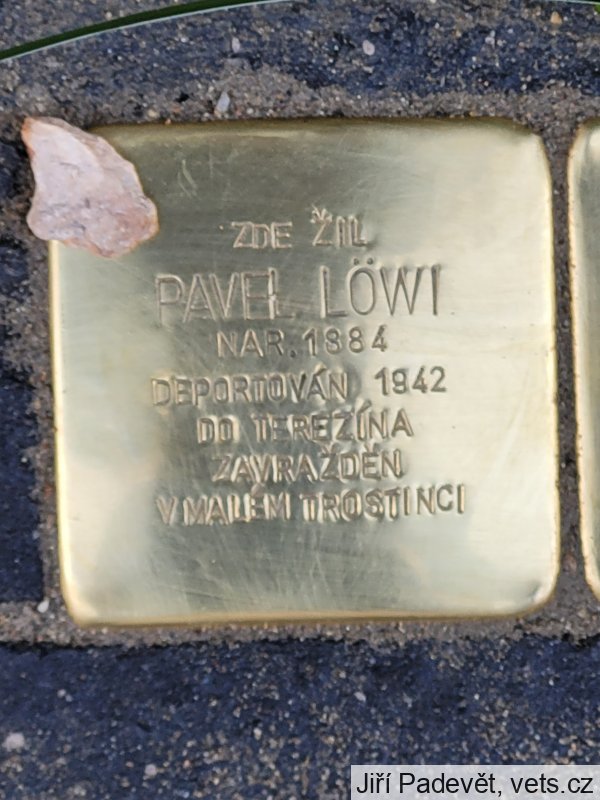 ZDE ŽIL
PAVEL LÖWI
NAR. 1884
DEPORTOVÁN 1942
DO TEREZÍNA
ZAVRAŽDĚN
V MALÉM TROSTINCI
Jiří Padevět, vets.cz